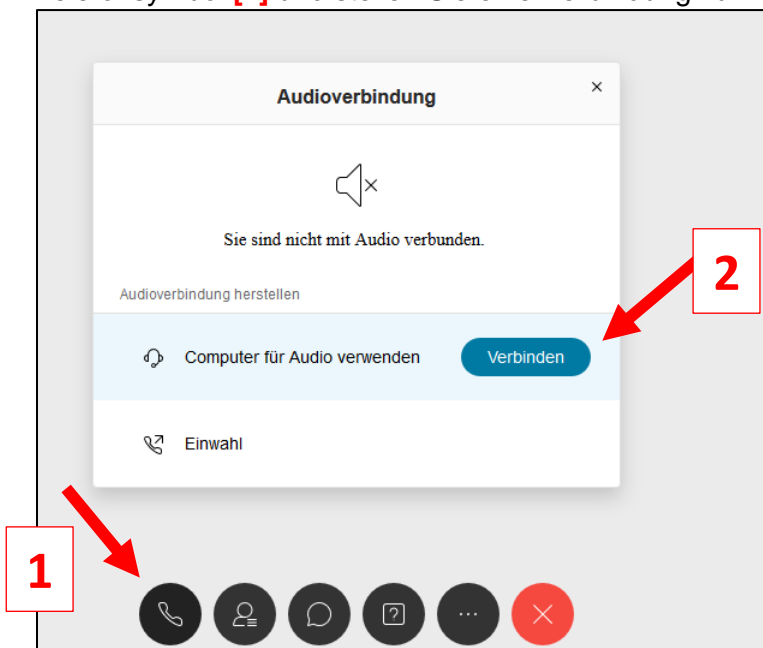 Audioverbindung
Sie sind nicht mit Audio verbunden.
Audioverbindung herstellen
Computer für Audio verwenden Verbinden
2
Einwahl
1